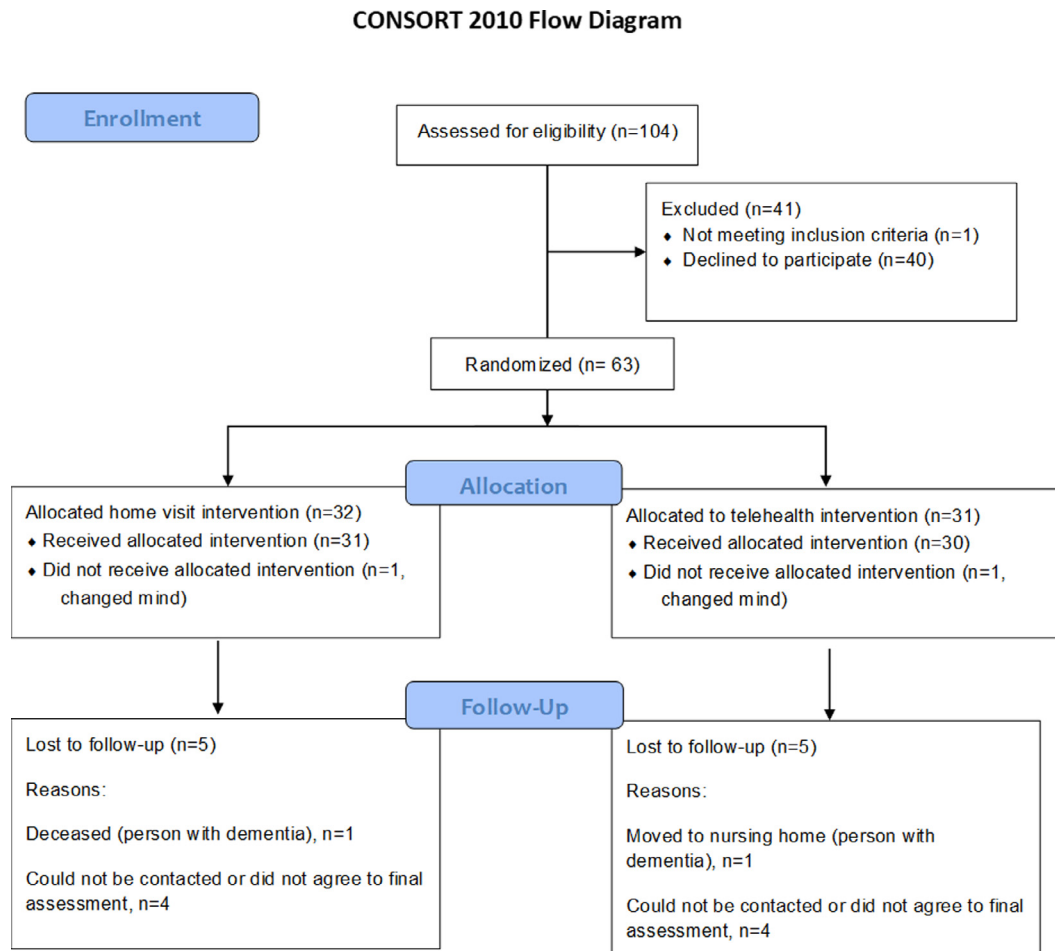 CONSORT 2010 Flow Diagram
Enrollment
Assessed for eligibility (n=104)
Excluded (n=41)
♦ Not meeting inclusion criteria (n=1)
♦ Declined to participate (n=40)
Randomized (n= 63)
Allocation
Allocated home visit intervention (n=32)
♦ Received allocated intervention (n=31)
♦ Did not receive allocated intervention (n=1,
changed mind)
Allocated to telehealth intervention (n=31)
♦ Received allocated intervention (n=30)
♦ Did not receive allocated intervention (n=1,
changed mind)
Follow-Up
Lost to follow-up (n=5)
Reasons:
Deceased (person with dementia), n=1
Could not be contacted or did not agree to final
assessment, n=4
Lost to follow-up (n=5)
Reasons:
Moved to nursing home (person with
dementia), n=1
Could not be contacted or did not agree to final
assessment, n=4